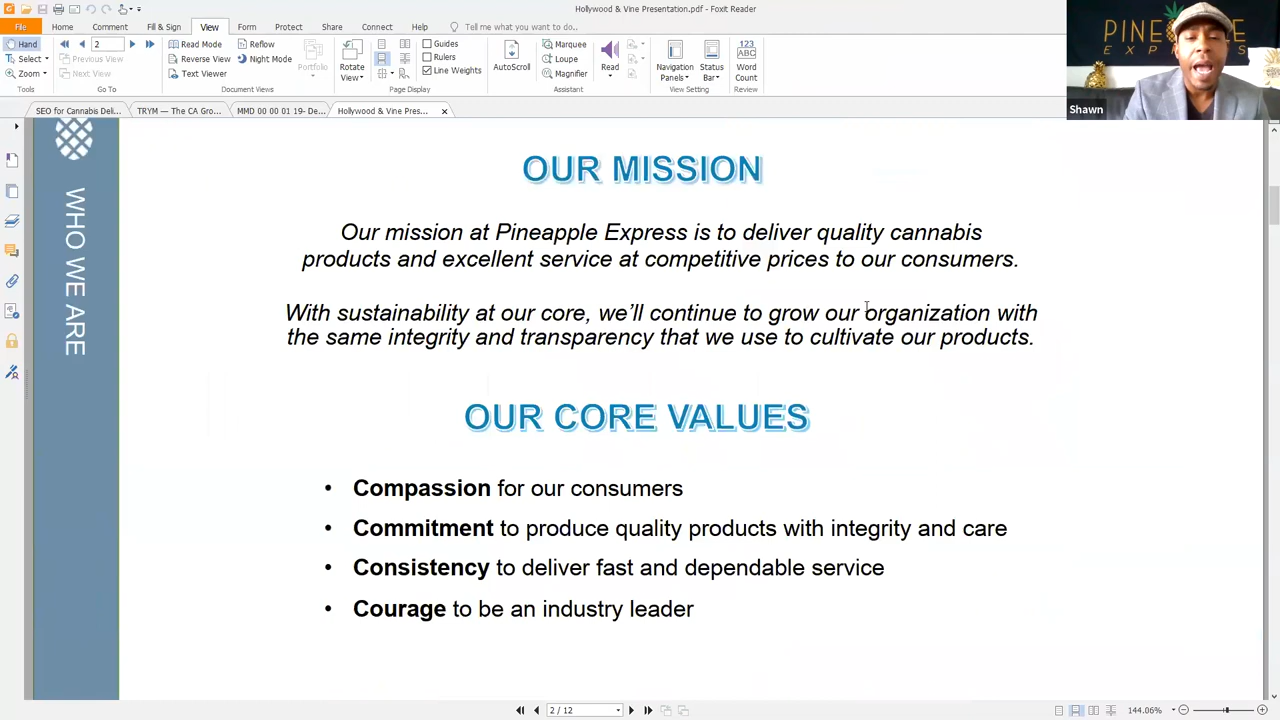 Hollywood & Vine Presentation.pdf - Foxit Reader
File
Home
Comment
View
Form
Protect
Fill & Sign
Share
Connect
Help
Tell me what you want to do..
Hand
Select
Zoom
Tools
2
Previous View
Next View
Go To
Read Mode
Reverse View
Text Viewer
Reflow
Night Mode
Portfolio
Document Views
Rotate
View
Page Display
Guides
Rulers
Line Weights
AutoScroll
Marquee
Loupe
Magnifier
Assistant
Read
Navigation
Panels
Status
Bar
View Setting
123
ABC
Word
Count
Review
SEO for Cannabis Deli...
TRYM — The CA Gro...
MMD 00 00 01 19- De...
Hollywood & Vine Pres...
Shawn
WHO WE ARE
OUR MISSION
Our mission at Pineapple Express is to deliver quality cannabis
products and excellent service at competitive prices to our consumers.
With sustainability at our core, we’ll continue to grow our organization with
the same integrity and transparency that we use to cultivate our products.
OUR CORE VALUES
• Compassion for our consumers
• Commitment to produce quality products with integrity and care
• Consistency to deliver fast and dependable service
• Courage to be an industry leader
2 / 12
144.06%